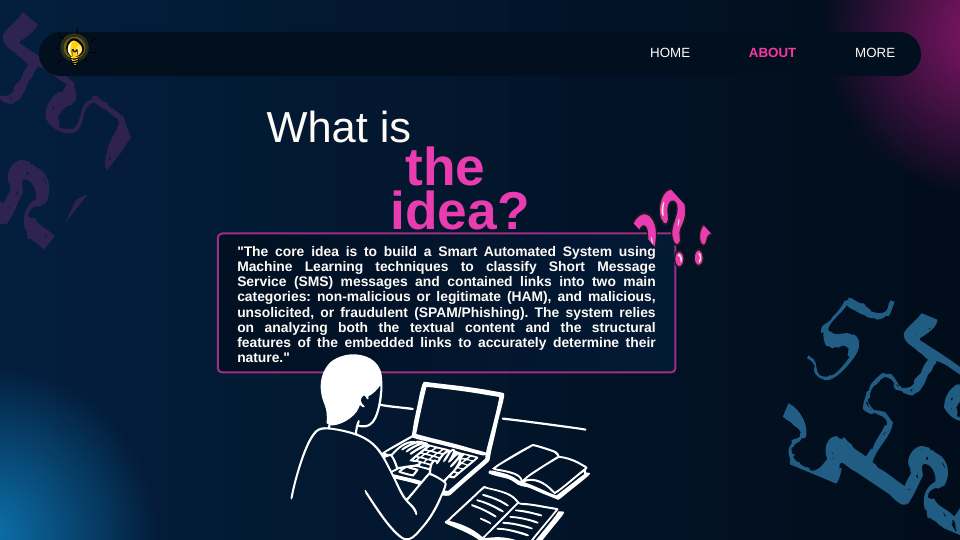 HOME ABOUT MORE
What is
the
idea?
"The core idea is to build a Smart Automated System using
Machine Learning techniques to classify Short Message
Service (SMS) messages and contained links into two main
categories: non-malicious or legitimate (HAM), and malicious,
unsolicited, or fraudulent (SPAM/Phishing). The system relies
on analyzing both the textual content and the structural
features of the embedded links to accurately determine their
nature."
???